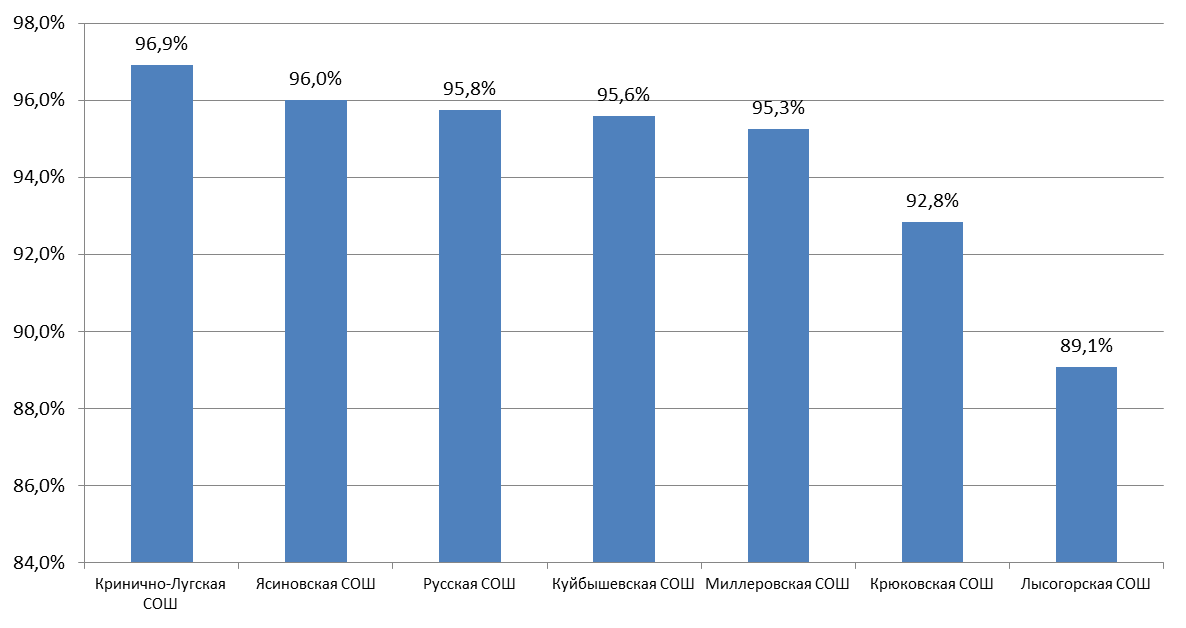 98,0%
96,0%
94,0%
92,0%
90,0%
88,0%
86,0%
84,0%
96,9%
96,0%
95,8%
95,6%
95,3%
92,8%
89,1%
Кринично-Лугская
СОШ
Ясиновская СОШ
Русская СОШ
Куйбышевская СОШ
Миллеровская СОШ
Крюковская СОШ
Лысогорская СОШ